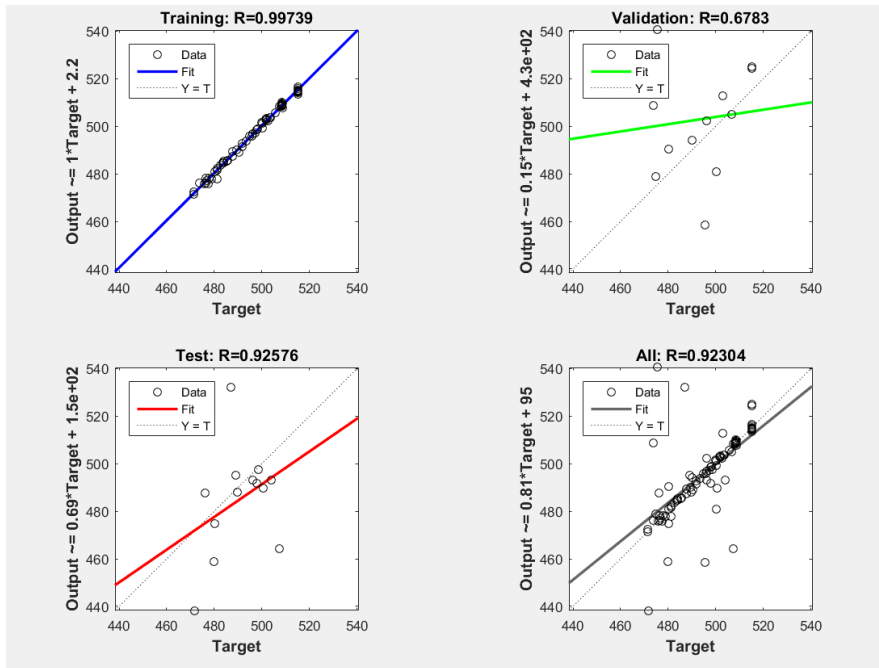 Training: R=0.99739
Output ~= 1*Target + 2.2
540
520
500
480
460
440
Data
Fit
Y = T
440 460 480 500 520 540
Target
Validation: R=0.6783
Output ~= 0.15*Target + 4.3e+02
540
520
500
480
460
440
Data
Fit
Y = T
440 460 480 500 520 540
Target
Test: R=0.92576
Output ~= 0.69*Target + 1.5e+02
540
520
500
480
460
440
Data
Fit
Y = T
440 460 480 500 520 540
Target
All: R=0.92304
Output ~= 0.81*Target + 95
540
520
500
480
460
440
Data
Fit
Y = T
440 460 480 500 520 540
Target